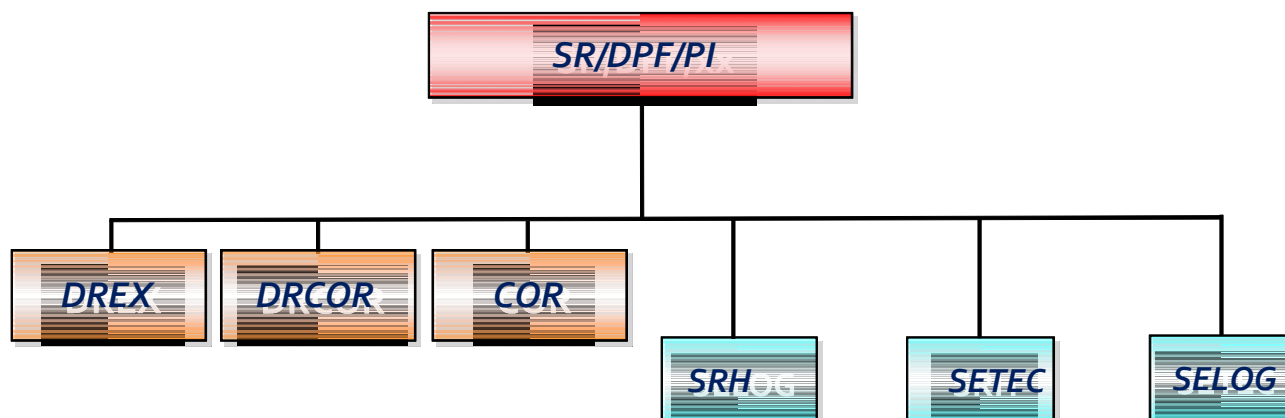 SR/DPF/PI
DREX
DRCOR
COR
SRH
SETEC
SELOG